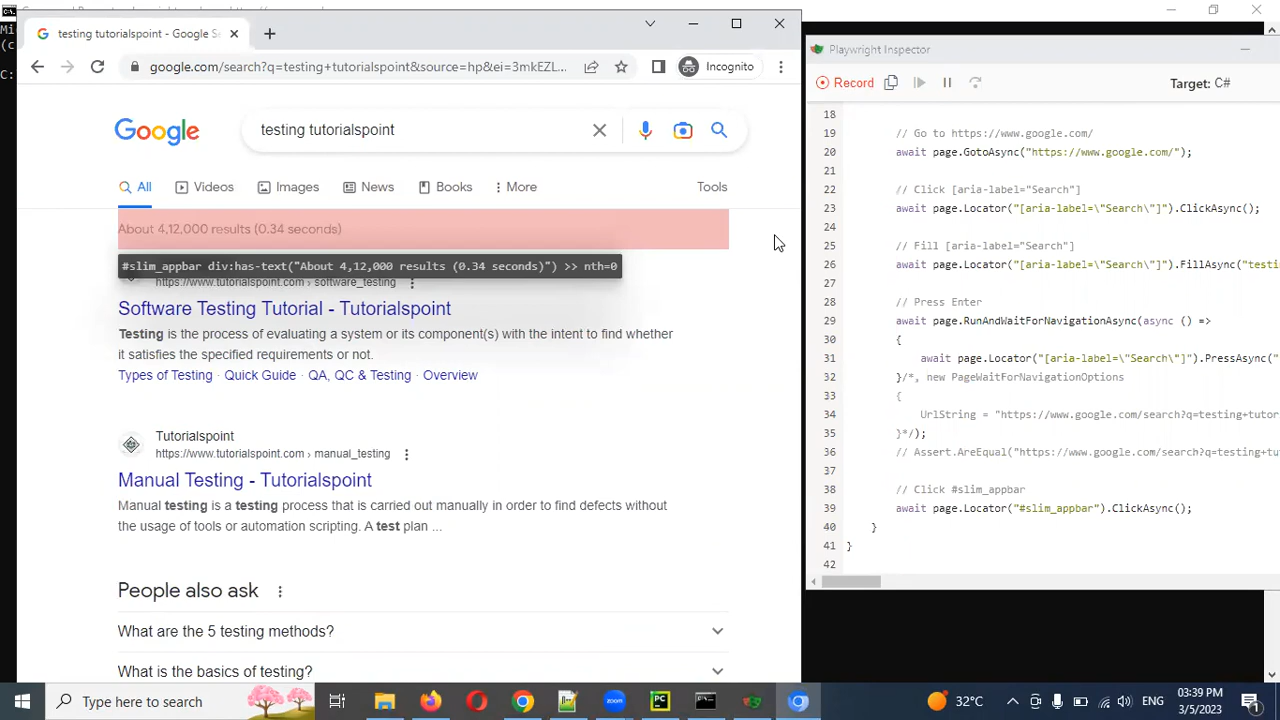 testing tutorialspoint - Google S
google.com/search?q=testing+tutorialspoint&source=hp&ei=3mkEZL...
Incognito
Google
testing tutorialspoint
All
Videos
Images
News
Books
More
Tools
About 4,12,000 results (0.34 seconds)
#slim_appbar div:has-text("About 4,12,000 results (0.34 seconds)") >> nth=0
https://www.tutorialspoint.com › software_testing
Software Testing Tutorial - Tutorialspoint
Testing is the process of evaluating a system or its component(s) with the intent to find whether
it satisfies the specified requirements or not.
Types of Testing · Quick Guide · QA, QC & Testing · Overview
Tutorialspoint
https://www.tutorialspoint.com › manual_testing
Manual Testing - Tutorialspoint
Manual testing is a testing process that is carried out manually in order to find defects without
the usage of tools or automation scripting. A test plan ...
People also ask
What are the 5 testing methods?
What is the basics of testing?
Playwright Inspector
Record
Target: C#
18
19 // Go to https://www.google.com/
20 await page.GotoAsync("https://www.google.com/");
21
22 // Click [aria-label="Search"]
23 await page.Locator("[aria-label=\"Search\"]").ClickAsync();
24
25 // Fill [aria-label="Search"]
26 await page.Locator("[aria-label=\"Search\"]").FillAsync("testin
27
28 // Press Enter
29 await page.RunAndWaitForNavigationAsync(async () =>
30 {
31 await page.Locator("[aria-label=\"Search\"]").PressAsync("
32 }/*, new PageWaitForNavigationOptions
33 {
34 UrlString = "https://www.google.com/search?q=testing+tutor
35 }*/);
36 // Assert.AreEqual("https://www.google.com/search?q=testing+tu
37
38 // Click #slim_appbar
39 await page.Locator("#slim_appbar").ClickAsync();
40 }
41 }
42
Type here to search
32°C
ENG
03:39 PM
3/5/2023